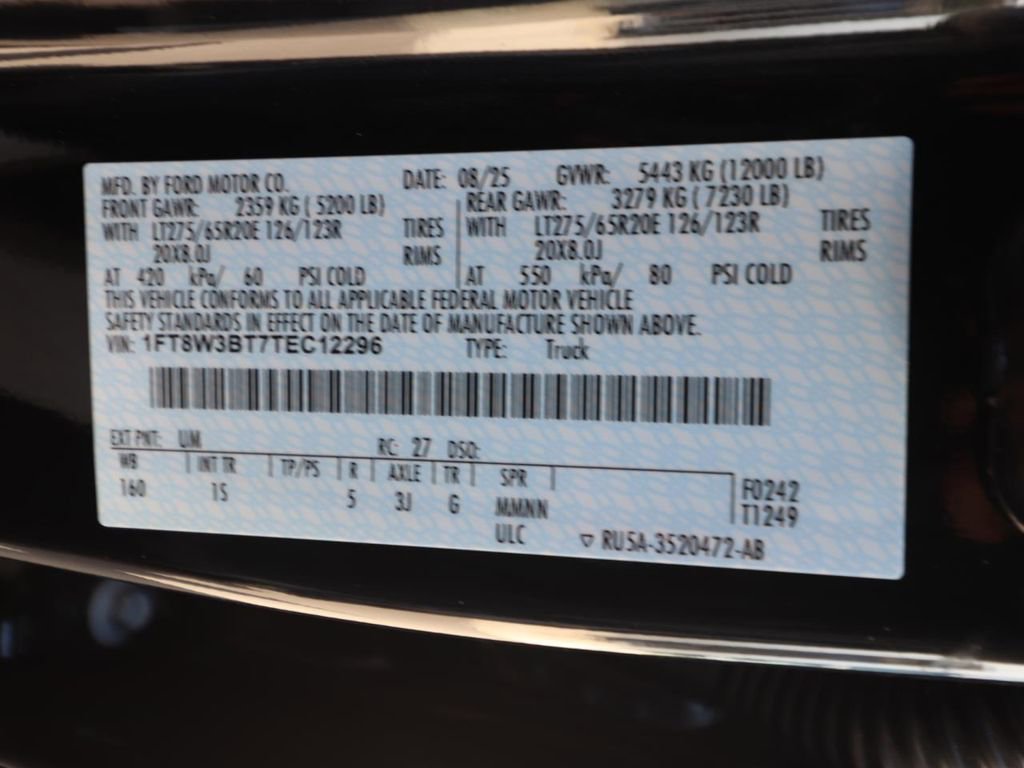 MFD. BY FORD MOTOR CO. DATE: 08/25 GVWR: 5443 KG (12000 LB)
FRONT GAWR: 2359 KG ( 5200 LB) REAR GAWR: 3279 KG ( 7230 LB)
WITH LT275/65R20E 126/123R TIRES WITH LT275/65R20E 126/123R TIRES
20X8.0J RIMS 20X8.0J RIMS
AT 420 kPa/ 60 PSI COLD AT 550 kPa/ 80 PSI COLD
THIS VEHICLE CONFORMS TO ALL APPLICABLE FEDERAL MOTOR VEHICLE
SAFETY STANDARDS IN EFFECT ON THE DATE OF MANUFACTURE SHOWN ABOVE.
VIN: 1FT8W3BT7TEC12296 TYPE: Truck
EXT PNT: UM RC: 27 DSO:
WB INT TR TP/PS R AXLE TR SPR
160 1S 5 3J G MMNN F0242
ULC T1249
▽ RU5A-3520472-AB